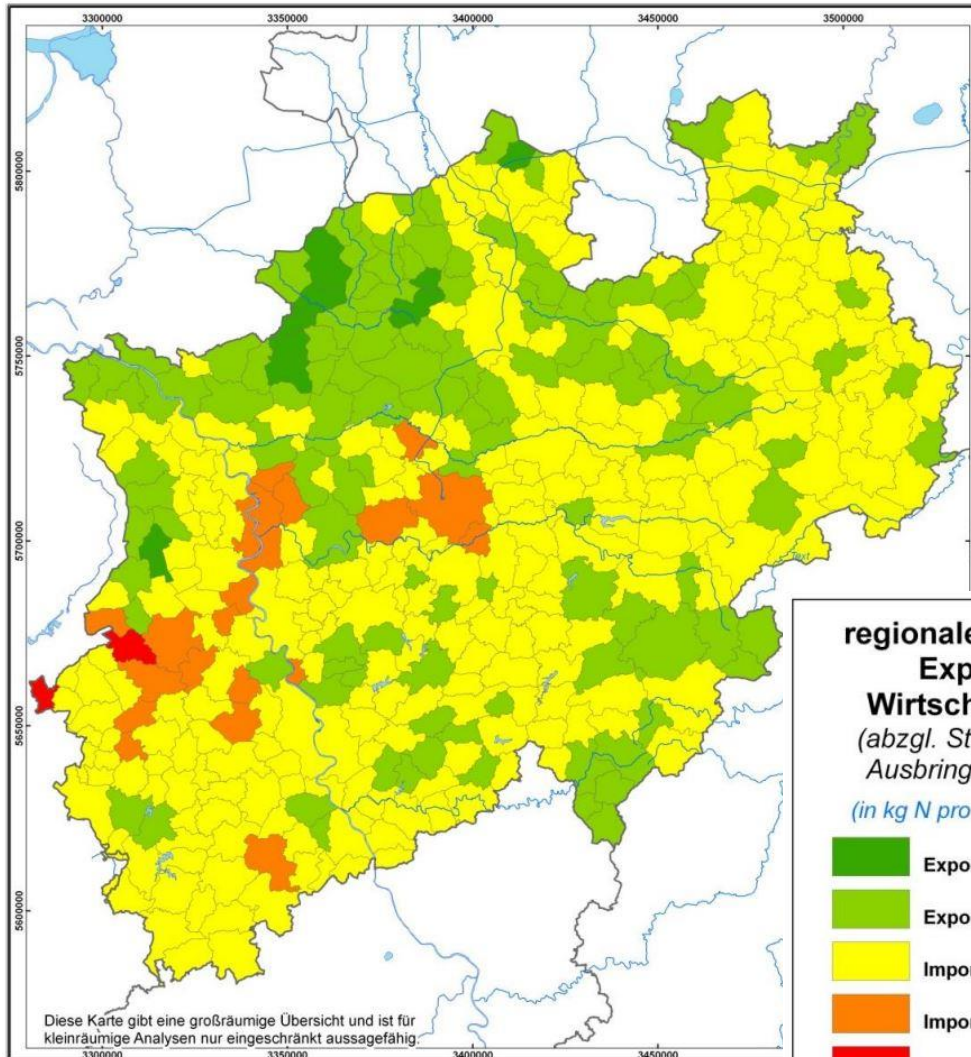 3300000 3350000 3400000 3450000 3500000
5800000
5750000
5700000
5650000
5600000
Text
regionale
Exp
Wirtsch
(abzgl. St
Ausbring
(in kg N pro
Expo
Expo
Impor
Impor
Diese Karte gibt eine großräumige Übersicht und ist für
kleinräumige Analysen nur eingeschränkt aussagefähig.
3300000 3350000 3400000 3450000